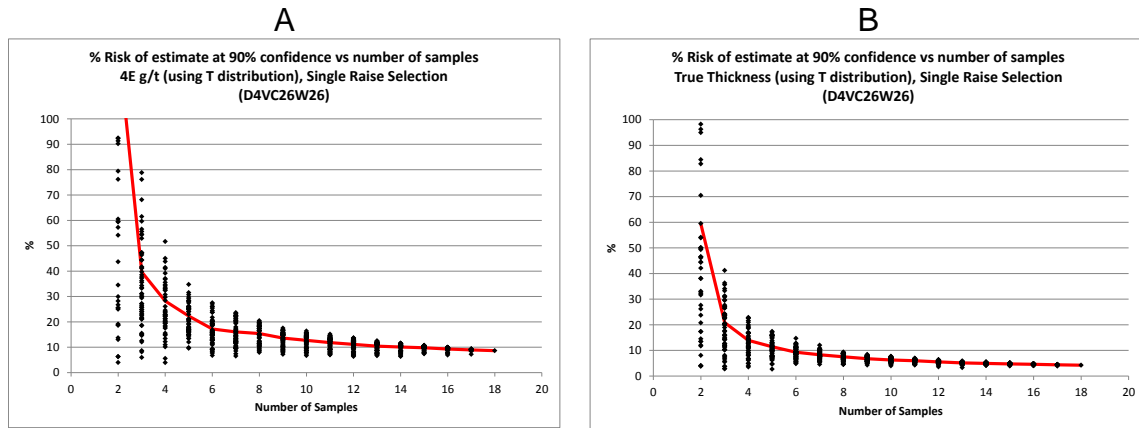 A
% Risk of estimate at 90% confidence vs number of samples
4E g/t (using T distribution), Single Raise Selection
(D4VC26W26)
100
90
80
70
60
50
40
30
20
10
0
%
0 2 4 6 8 10 12 14 16 18 20
Number of Samples
B
% Risk of estimate at 90% confidence vs number of samples
True Thickness (using T distribution), Single Raise Selection
(D4VC26W26)
100
90
80
70
60
50
40
30
20
10
0
%
0 2 4 6 8 10 12 14 16 18 20
Number of Samples